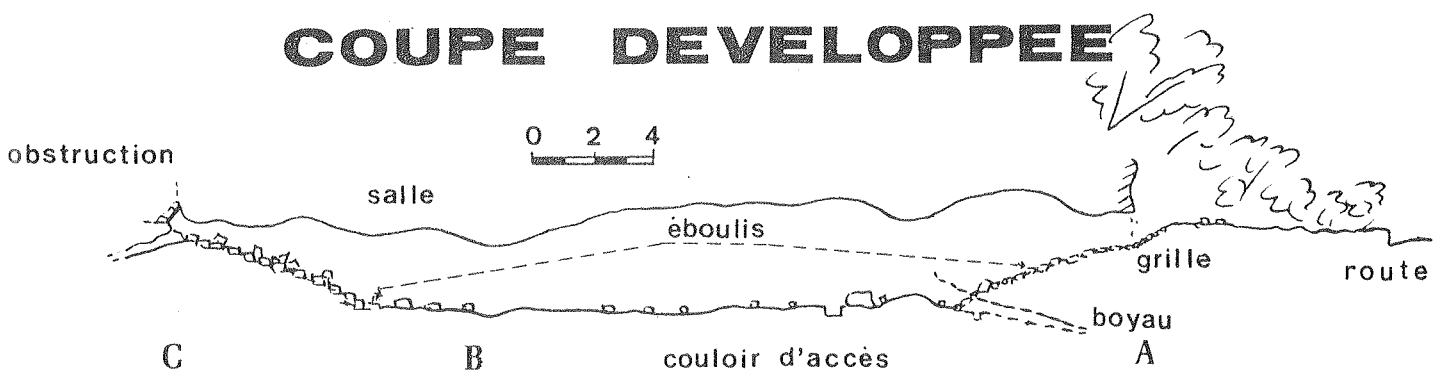 COUPE DEVELOPPEE
0 2 4
obstruction
salle
éboulis
grille
route
boyau
C B couloir d'accès A